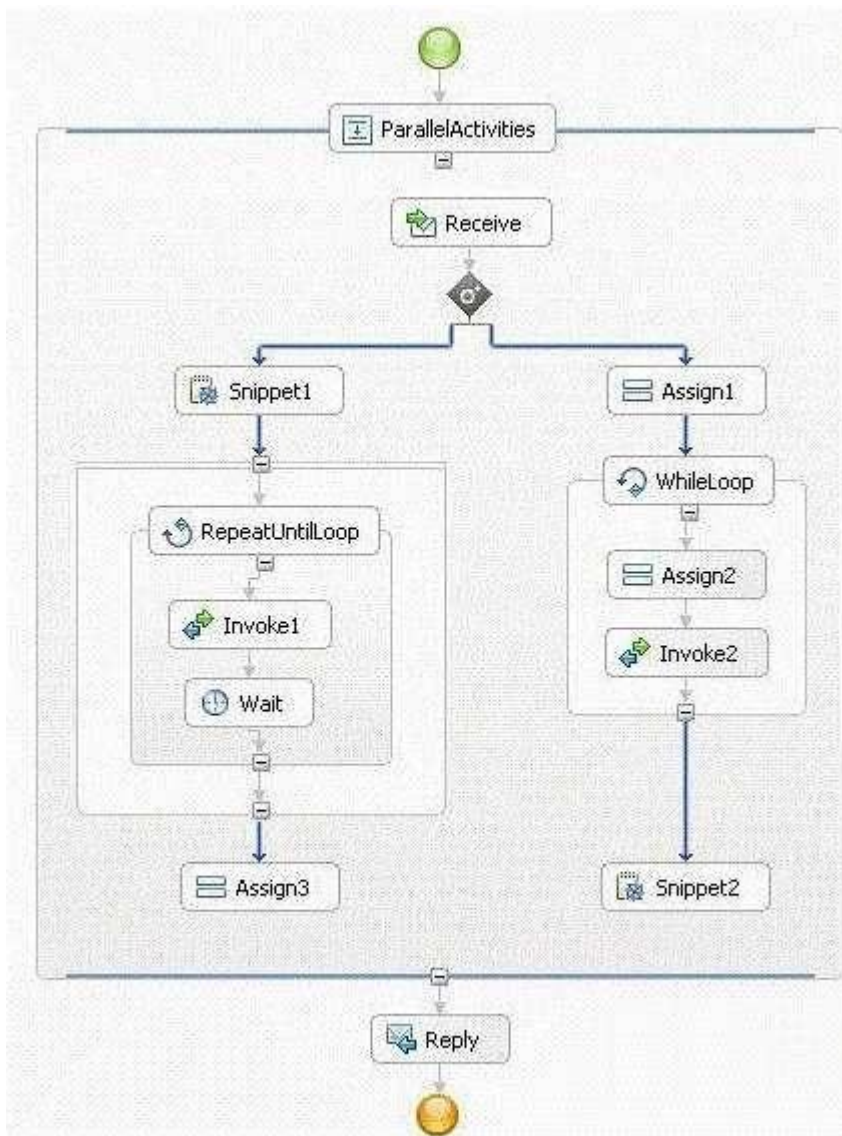 ParallelActivities
Receive
Snippet1
Assign1
WhileLoop
RepeatUntilLoop
Assign2
Invoke1
Invoke2
Wait
Assign3
Snippet2
Reply